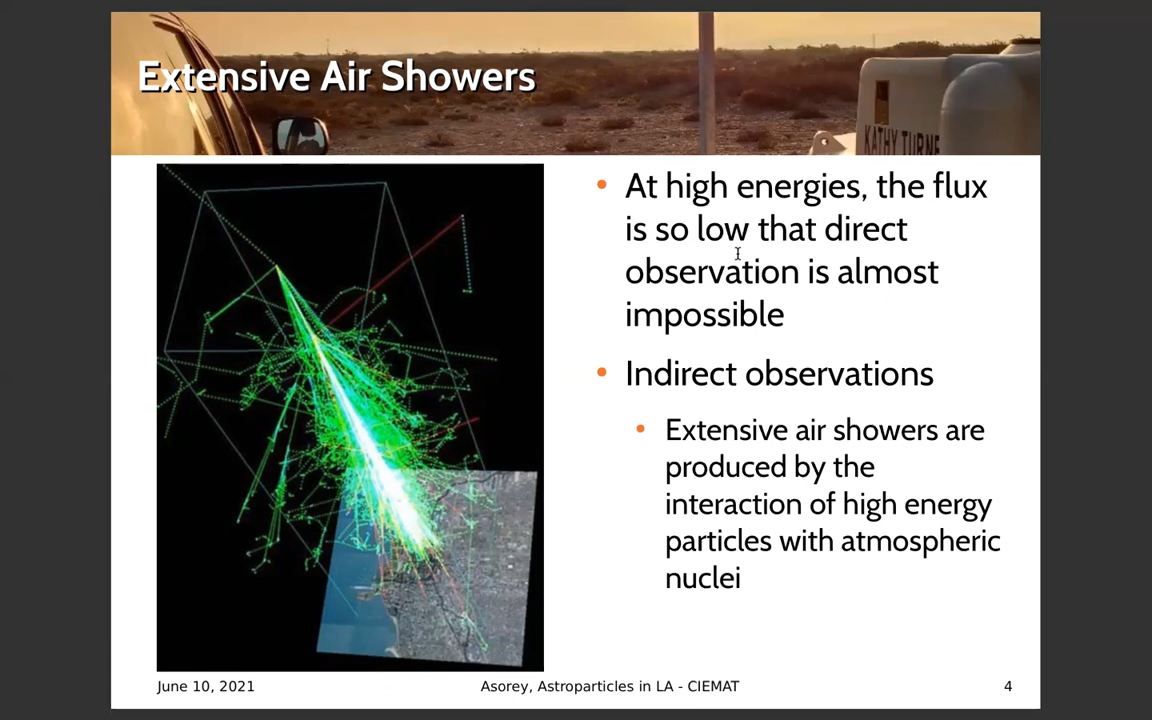 Extensive Air Showers
KATHY TURNE
At high energies, the flux
is so low that direct
observation is almost
impossible
Indirect observations
Extensive air showers are
produced by the
interaction of high energy
particles with atmospheric
nuclei
June 10, 2021
Asorey, Astroparticles in LA - CIEMAT
4